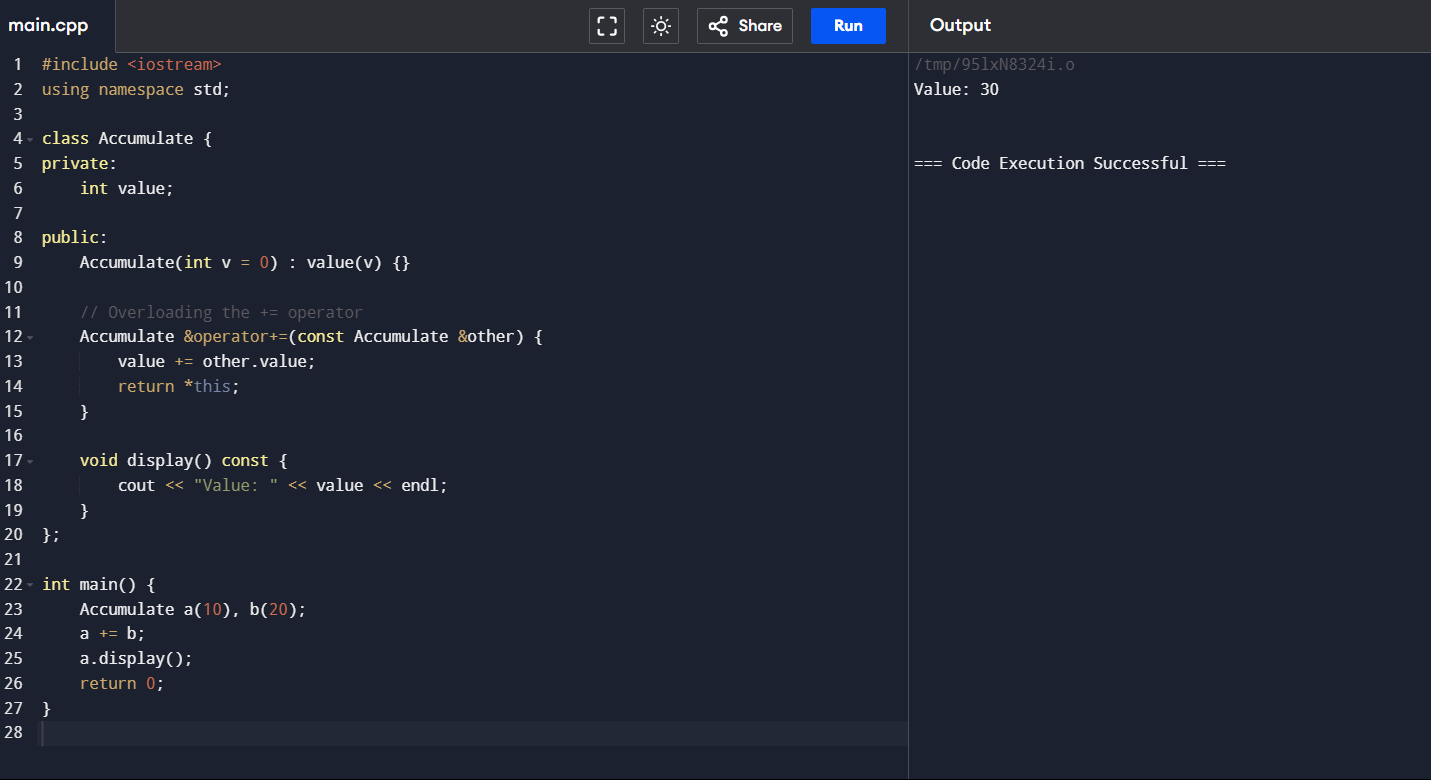 main.cpp
Share
Run
Output
1 #include <iostream>
2 using namespace std;
3
4 class Accumulate {
5 private:
6     int value;
7
8 public:
9     Accumulate(int v = 0) : value(v) {}
10
11     // Overloading the += operator
12     Accumulate &operator+=(const Accumulate &other) {
13         value += other.value;
14         return *this;
15     }
16
17     void display() const {
18         cout << "Value: " << value << endl;
19     }
20 };
21
22 int main() {
23     Accumulate a(10), b(20);
24     a += b;
25     a.display();
26     return 0;
27 }
28
/tmp/95lxN8324i.o
Value: 30
=== Code Execution Successful ===